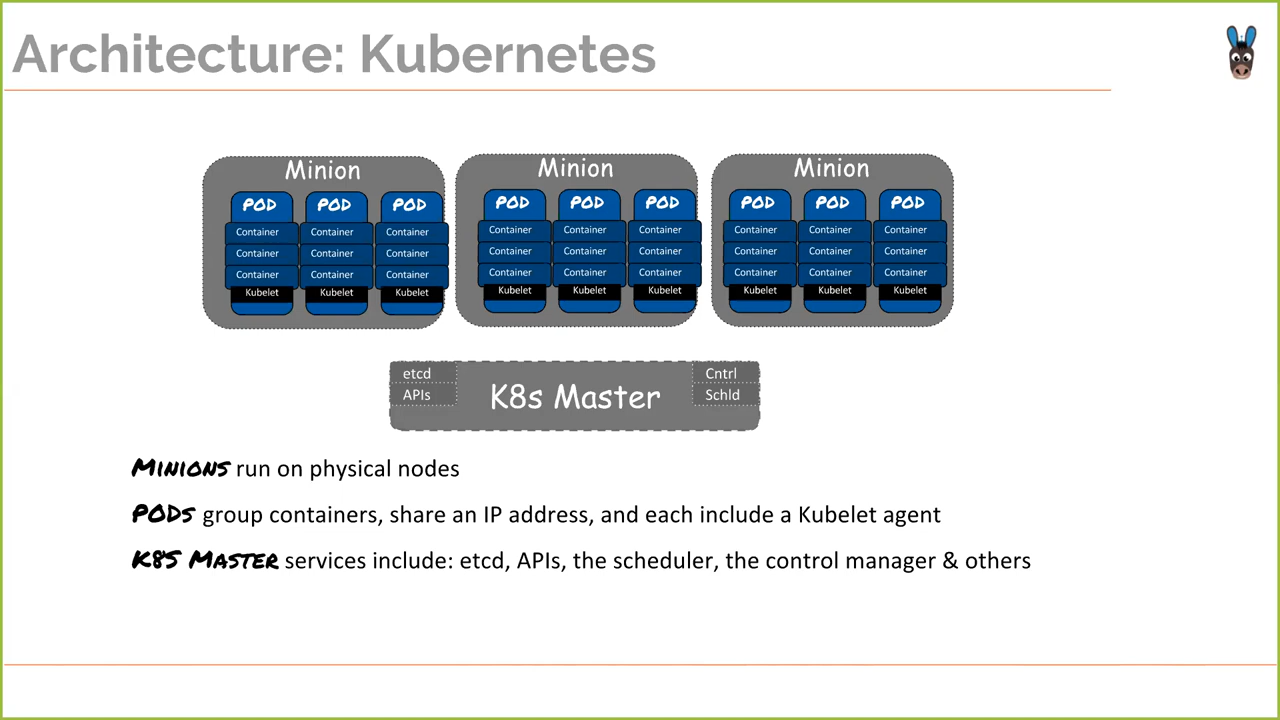 Architecture: Kubernetes
Minion
POD POD POD
Container Container Container
Container Container Container
Container Container Container
Kubelet Kubelet Kubelet
Minion
POD POD POD
Container Container Container
Container Container Container
Container Container Container
Kubelet Kubelet Kubelet
Minion
POD POD POD
Container Container Container
Container Container Container
Container Container Container
Kubelet Kubelet Kubelet
etcd
APIs
K8s Master
Cntrl
Schld
Minions run on physical nodes
PODs group containers, share an IP address, and each include a Kubelet agent
K8S Master services include: etcd, APIs, the scheduler, the control manager & others